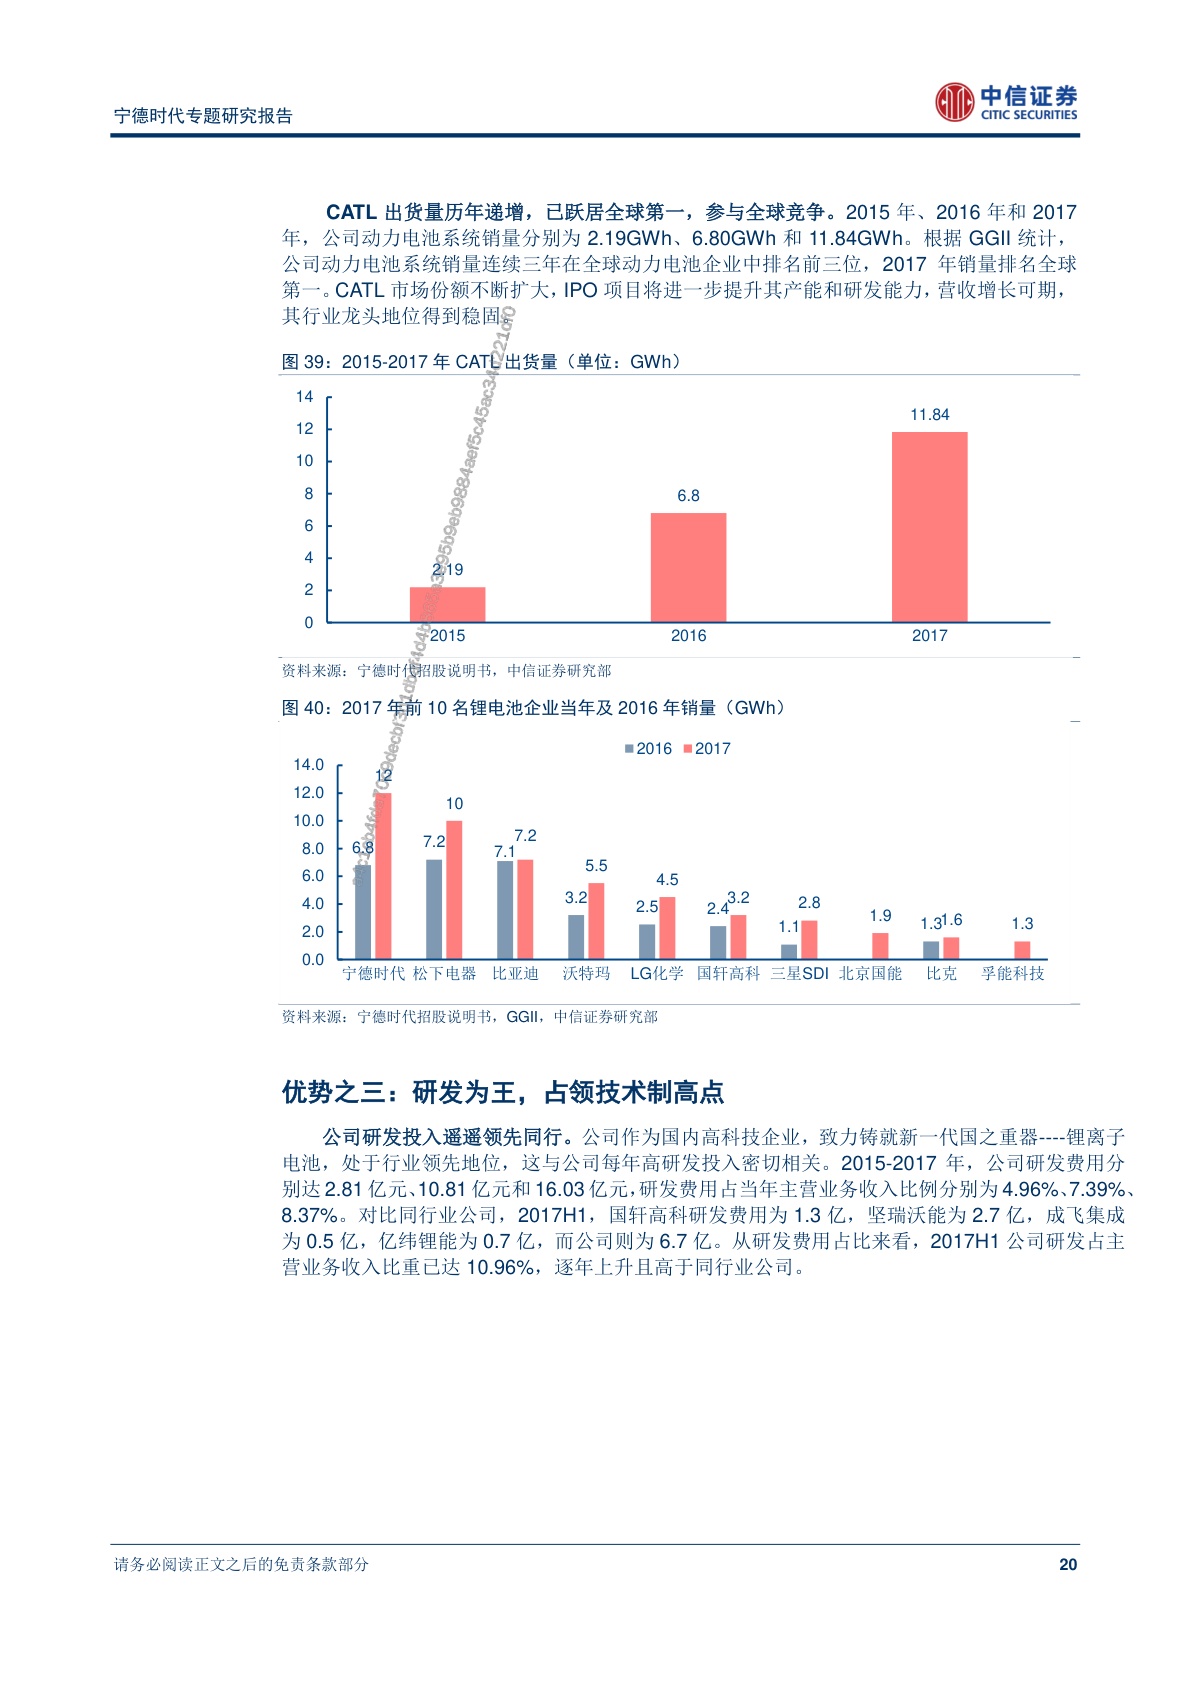 宁德时代专题研究报告
中信证券
CITIC SECURITIES
CATL 出货量历年递增，已跃居全球第一，参与全球竞争。2015 年、2016 年和 2017
年，公司动力电池系统销量分别为 2.19GWh、6.80GWh 和 11.84GWh。根据 GGII 统计，
公司动力电池系统销量连续三年在全球动力电池企业中排名前三位，2017 年销量排名全球
第一。CATL 市场份额不断扩大，IPO 项目将进一步提升其产能和研发能力，营收增长可期，
其行业龙头地位得到稳固。
图 39：2015-2017 年 CATL 出货量（单位：GWh）
14
12
10
8
6
4
2
0
2.19
6.8
11.84
2015 2016 2017
资料来源：宁德时代招股说明书，中信证券研究部
图 40：2017 年前 10 名锂电池企业当年及 2016 年销量（GWh）
2016 2017
14.0
12.0
10.0
8.0
6.0
4.0
2.0
0.0
6.8 12
7.2 10
7.1 7.2
3.2 5.5
2.5 4.5
2.4 3.2
1.1 2.8
1.9
1.3 1.6
1.3
宁德时代 松下电器 比亚迪 沃特玛 LG化学 国轩高科 三星SDI 北京国能 比克 孚能科技
资料来源：宁德时代招股说明书，GGII，中信证券研究部
优势之三：研发为王，占领技术制高点
公司研发投入遥遥领先同行。公司作为国内高科技企业，致力铸就新一代国之重器----锂离子
电池，处于行业领先地位，这与公司每年高研发投入密切相关。2015-2017 年，公司研发费用分
别达 2.81 亿元、10.81 亿元和 16.03 亿元，研发费用占当年主营业务收入比例分别为 4.96%、7.39%、
8.37%。对比同行业公司，2017H1，国轩高科研发费用为 1.3 亿，坚瑞沃能为 2.7 亿，成飞集成
为 0.5 亿，亿纬锂能为 0.7 亿，而公司则为 6.7 亿。从研发费用占比来看，2017H1 公司研发占主
营业务收入比重已达 10.96%，逐年上升且高于同行业公司。
请务必阅读正文之后的免责条款部分
20